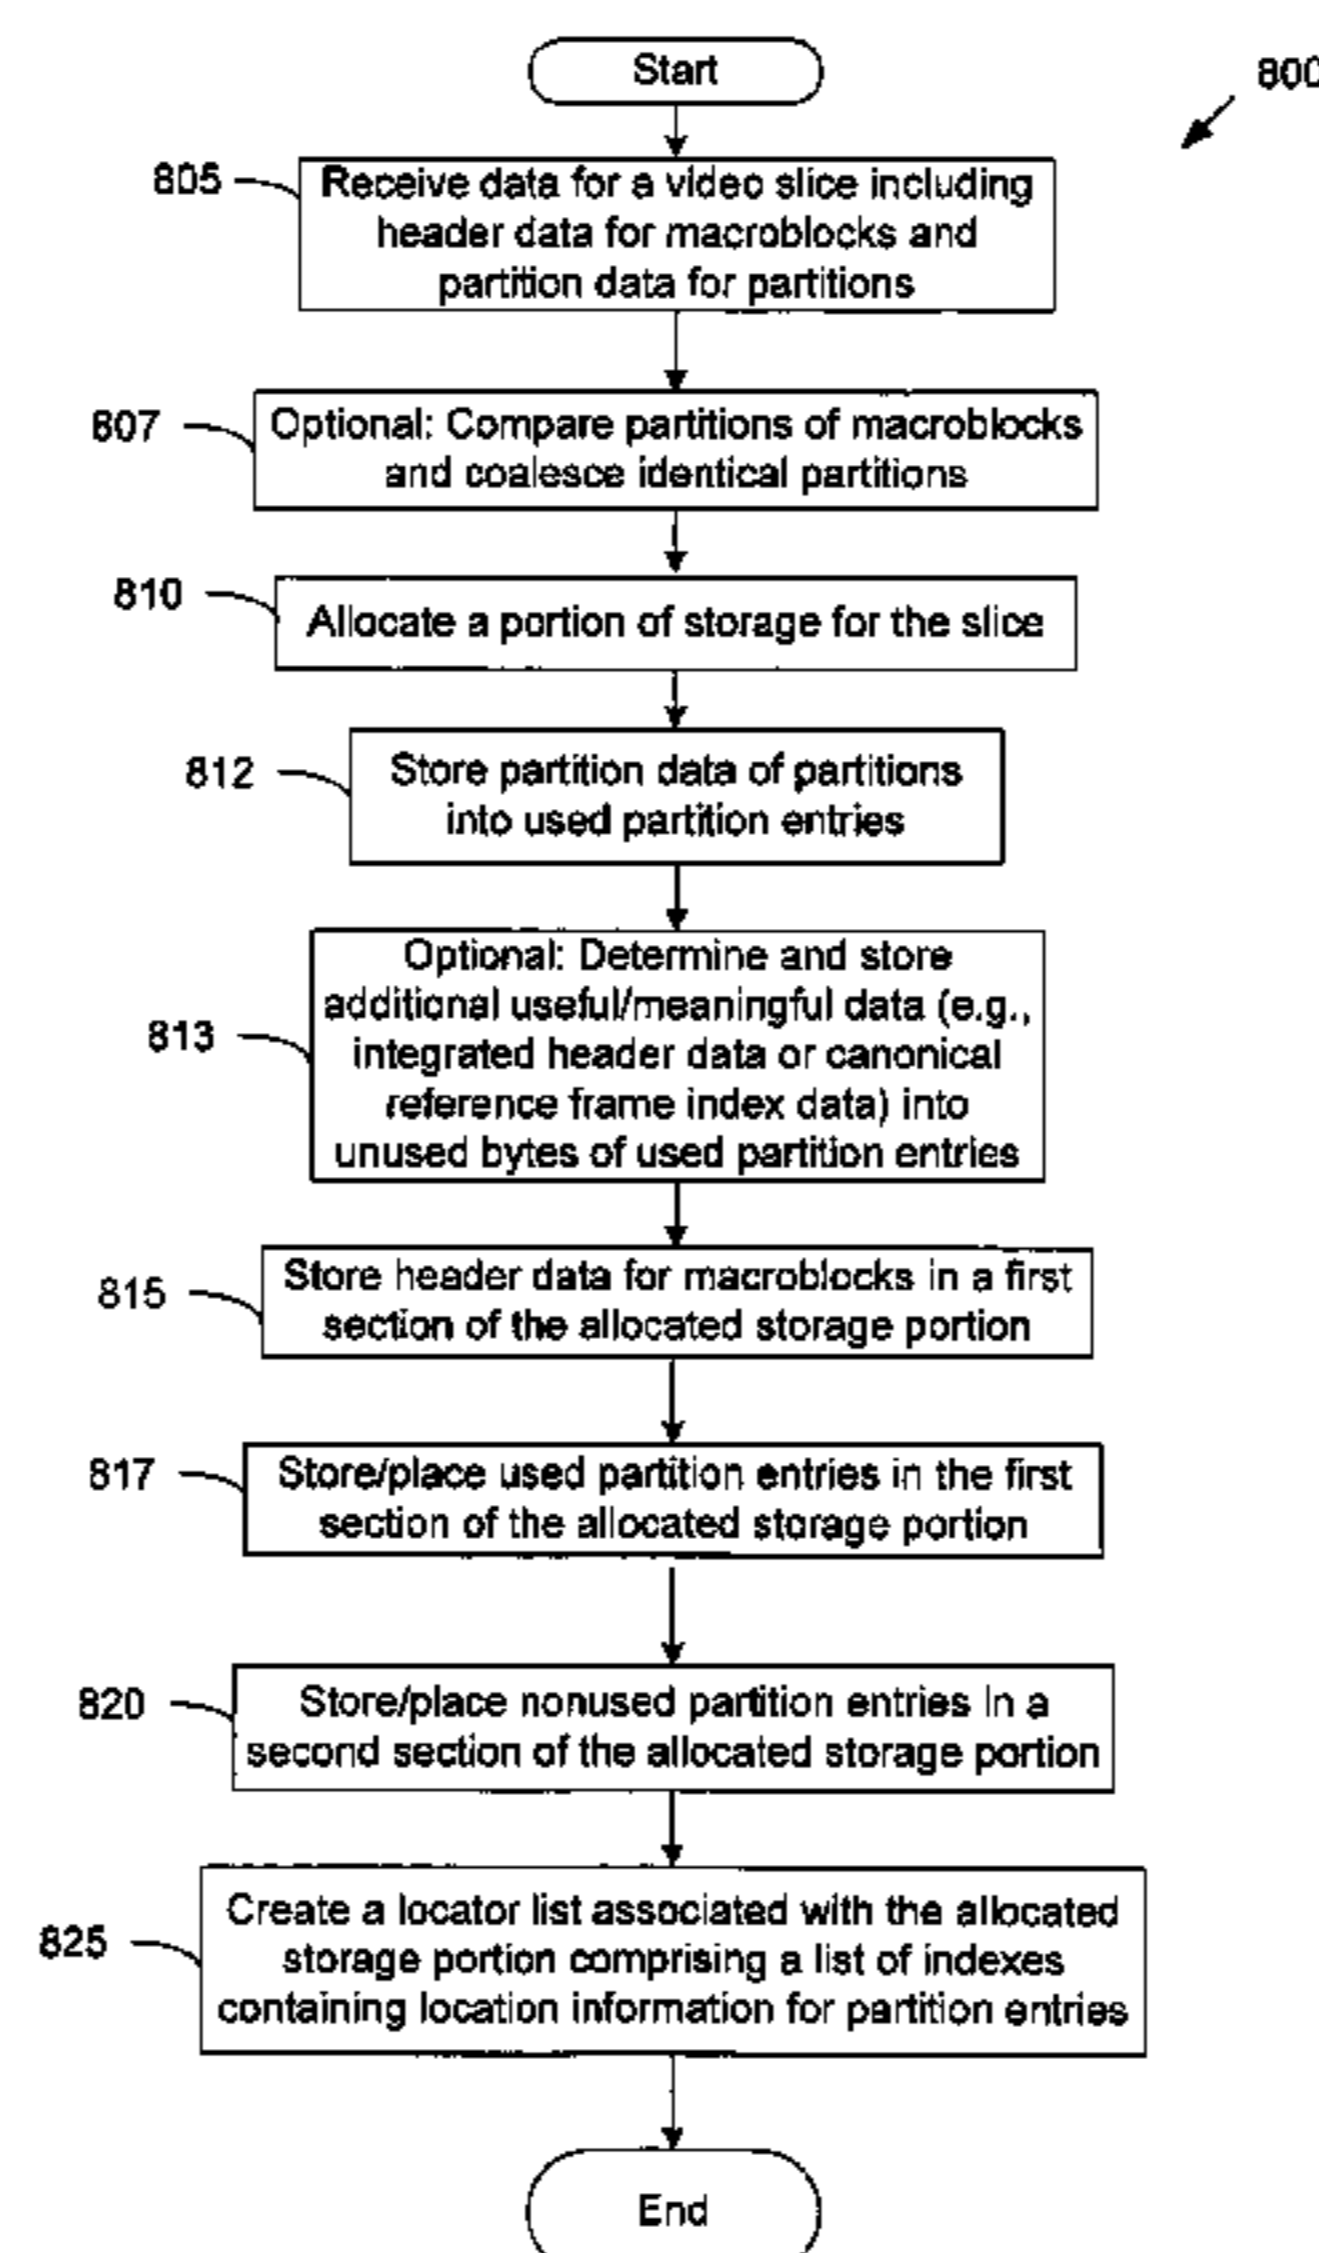 Start
800
805
Receive data for a video slice including
header data for macroblocks and
partition data for partitions
807
Optional: Compare partitions of macroblocks
and coalesce identical partitions
810
Allocate a portion of storage for the slice
812
Store partition data of partitions
into used partition entries
813
Optional: Determine and store
additional useful/meaningful data (e.g.,
integrated header data or canonical
reference frame index data) into
unused bytes of used partition entries
815
Store header data for macroblocks in a first
section of the allocated storage portion
817
Store/place used partition entries in the first
section of the allocated storage portion
820
Store/place nonused partition entries in a
second section of the allocated storage portion
825
Create a locator list associated with the allocated
storage portion comprising a list of indexes
containing location information for partition entries
End